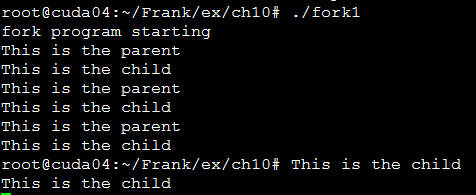 root@cuda04:~/Frank/ex/ch10# ./fork1
fork program starting
This is the parent
This is the child
This is the parent
This is the child
This is the parent
This is the child
root@cuda04:~/Frank/ex/ch10# This is the child
This is the child